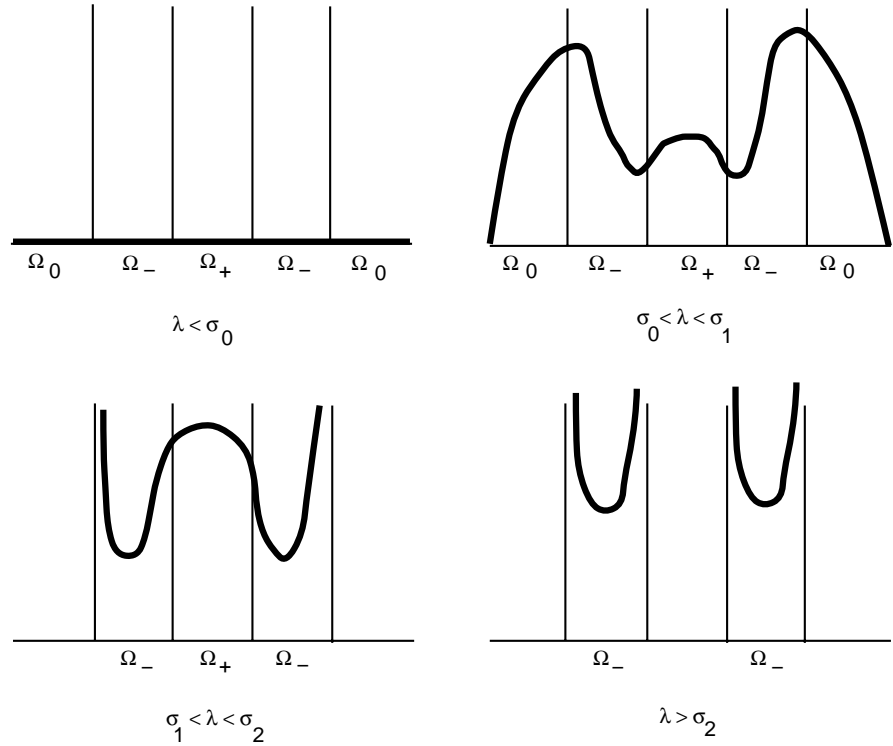 Ω₀ Ω₋ Ω₊ Ω₋ Ω₀
λ < σ₀
Ω₀ Ω₋ Ω₊ Ω₋ Ω₀
σ₀ < λ < σ₁
Ω₋ Ω₊ Ω₋
σ₁ < λ < σ₂
Ω₋ Ω₋
λ > σ₂